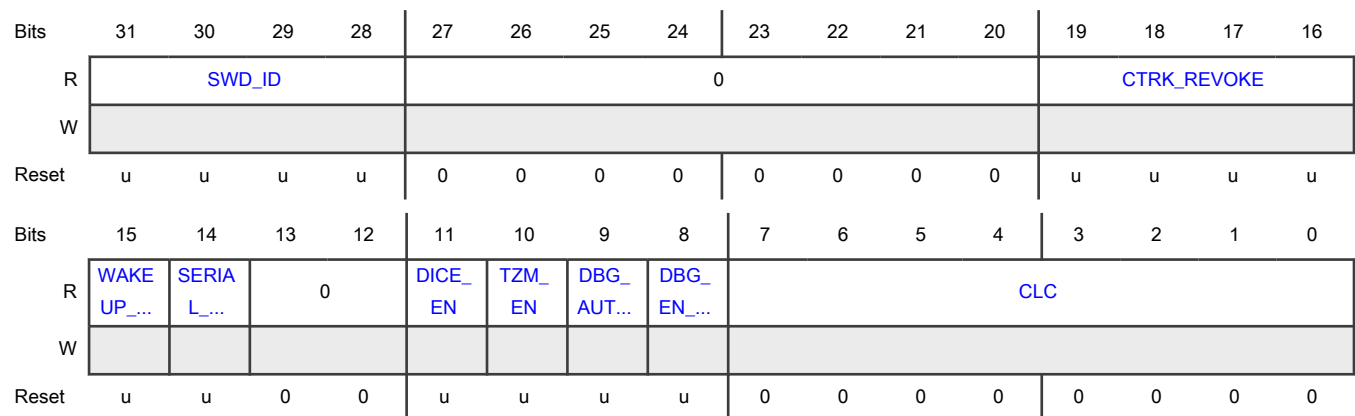 Bits 31 30 29 28 27 26 25 24 23 22 21 20 19 18 17 16
R SWD_ID 0 CTRK_REVOKE
W
Reset u u u u 0 0 0 0 0 0 0 0 u u u u
Bits 15 14 13 12 11 10 9 8 7 6 5 4 3 2 1 0
WAKE SERIA DICE_ TZM_ DBG_ DBG_
R 0 CLC
UP_... L_... EN EN AUT... EN_...
W
Reset u u 0 0 u u u u 0 0 0 0 0 0 0 0